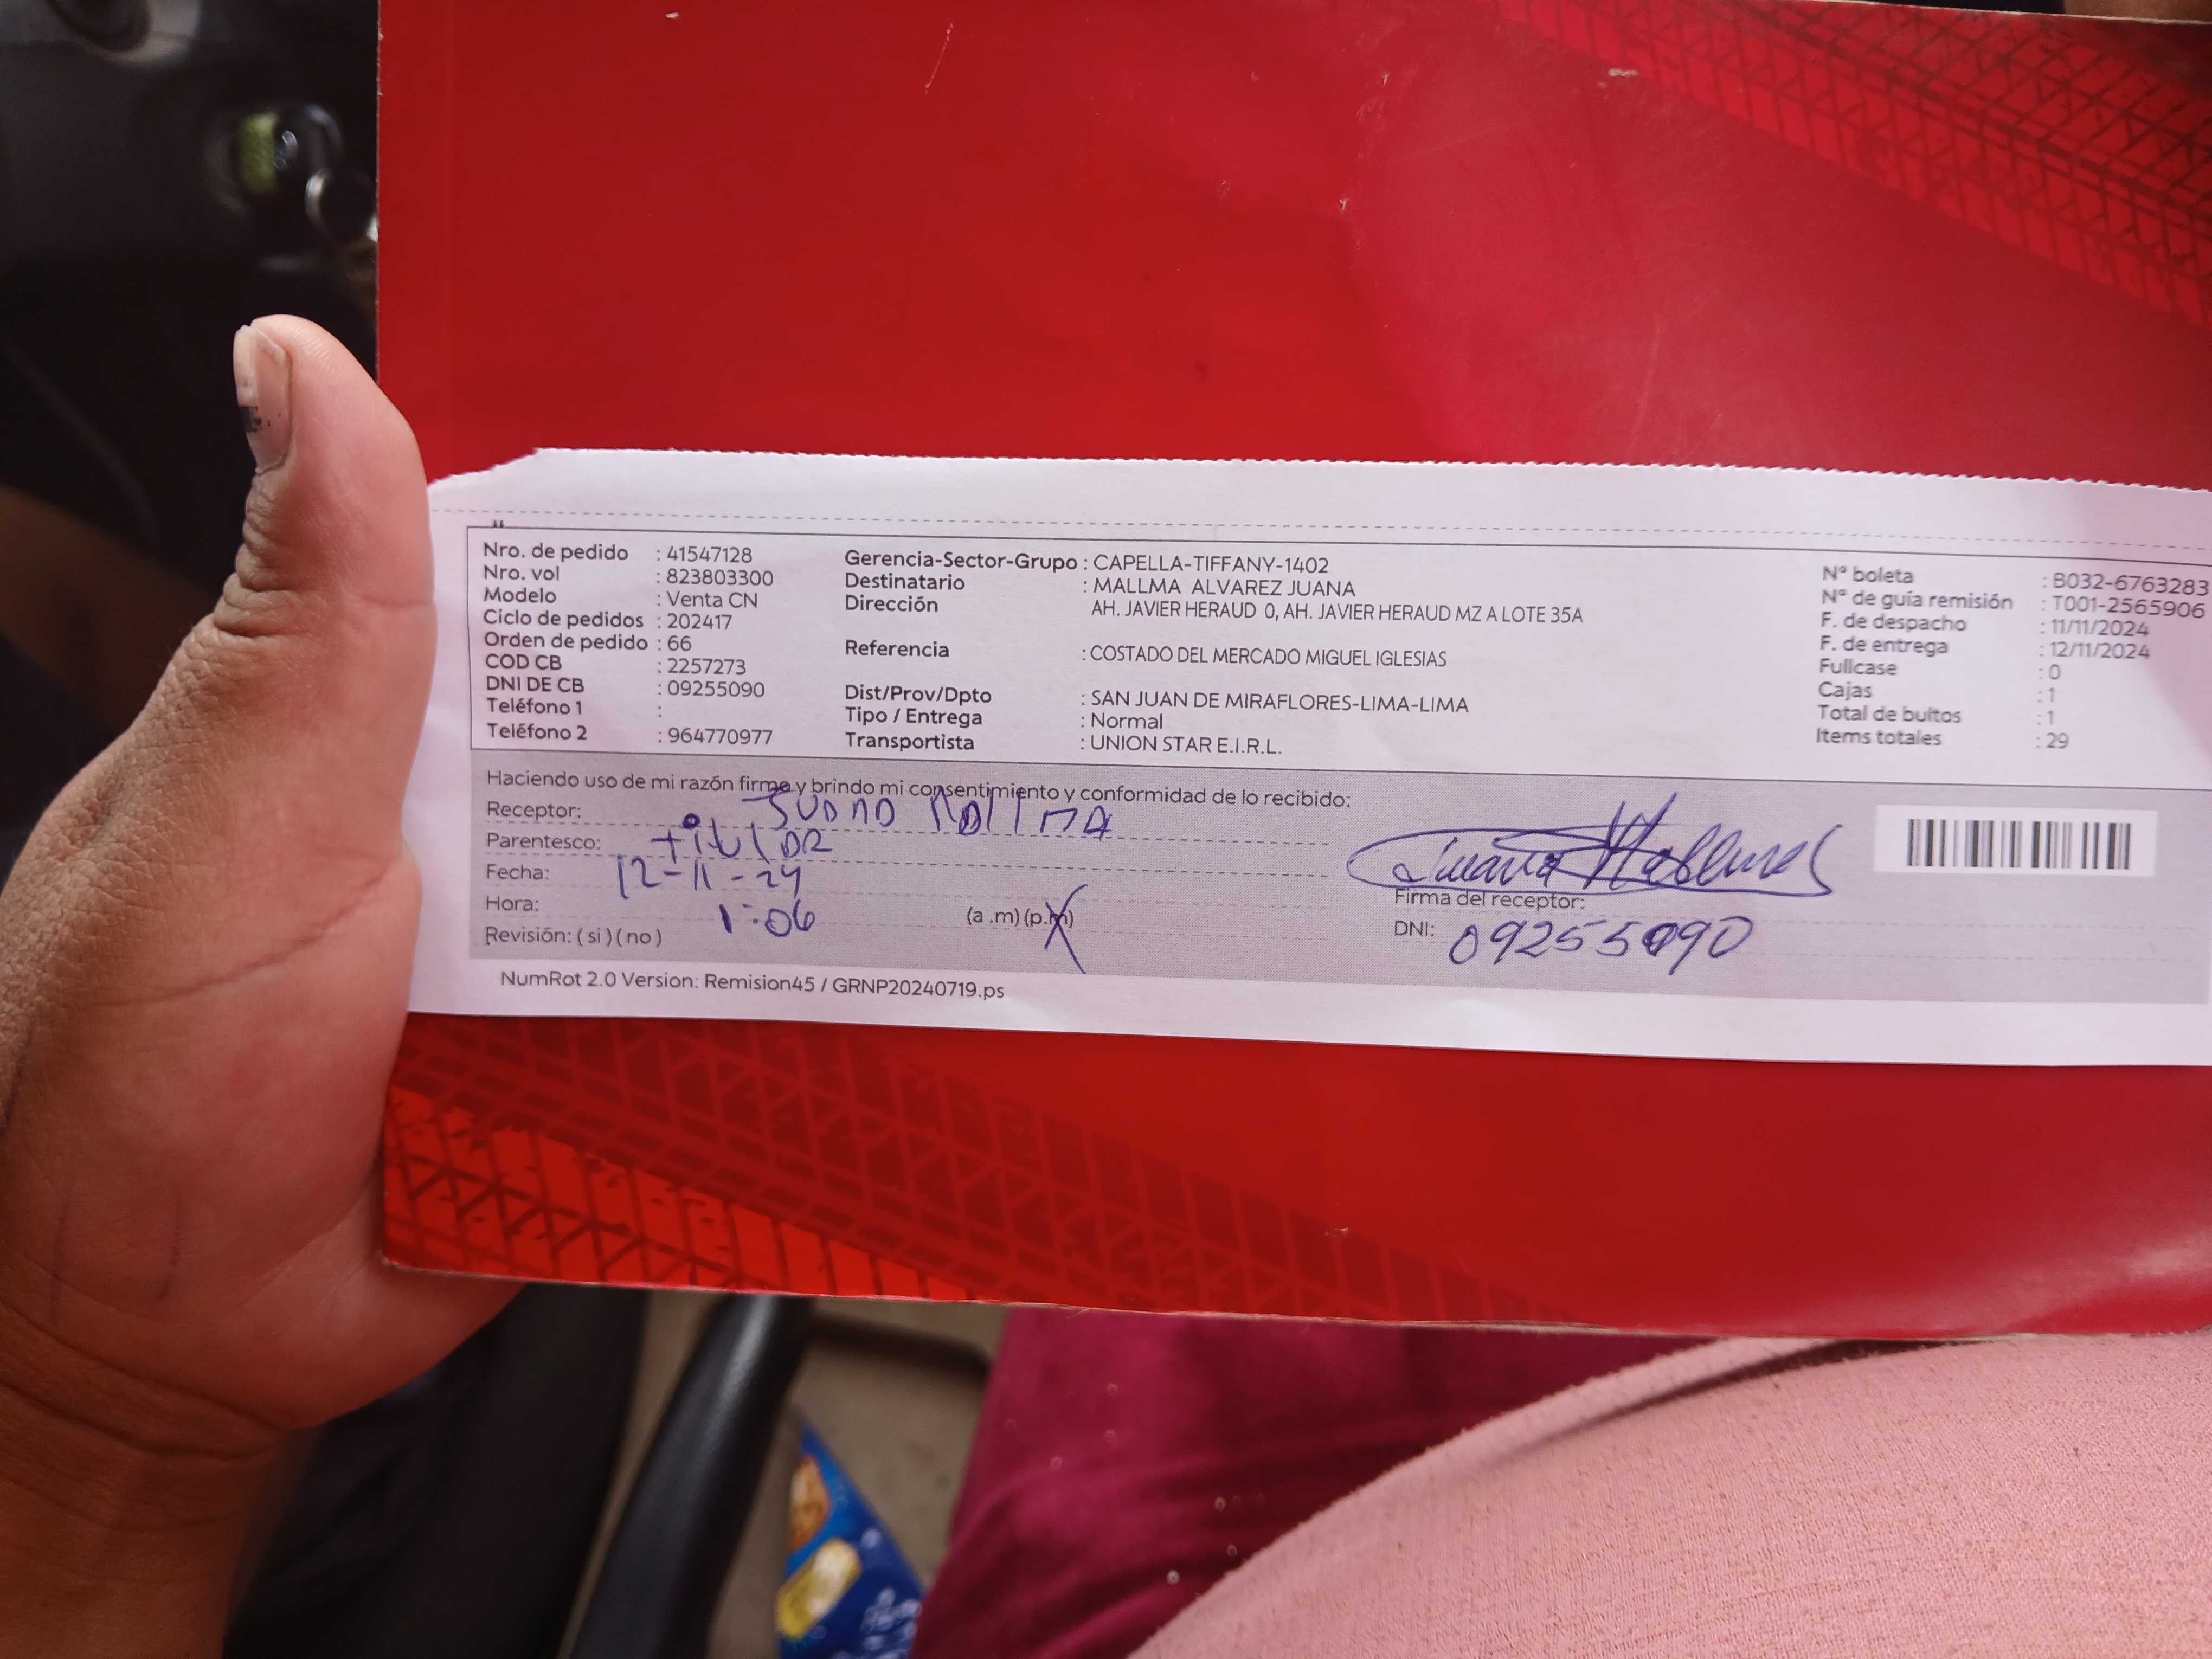 Nro. de pedido : 41547128
Nro. vol : 823803300
Modelo : Venta CN
Ciclo de pedidos : 202417
Orden de pedido : 66
COD CB : 2257273
DNI DE CB : 09255090
Teléfono 1 :
Teléfono 2 : 964770977
Gerencia-Sector-Grupo : CAPELLA-TIFFANY-1402
Destinatario : MALLMA ALVAREZ JUANA
Dirección AH. JAVIER HERAUD 0, AH. JAVIER HERAUD MZ A LOTE 35A
Referencia : COSTADO DEL MERCADO MIGUEL IGLESIAS
Dist/Prov/Dpto : SAN JUAN DE MIRAFLORES-LIMA-LIMA
Tipo / Entrega : Normal
Transportista : UNION STAR E.I.R.L.
Nº boleta : B032-6763283
Nº de guía remisión : T001-2565906
F. de despacho : 11/11/2024
F. de entrega : 12/11/2024
Fullcase : 0
Cajas : 1
Total de bultos : 1
Items totales : 29
Haciendo uso de mi razón firme y brindo mi consentimiento y conformidad de lo recibido:
Receptor: Juana Mallma
Parentesco: titular
Fecha: 12-11-24
Hora: 1:06 (a .m) (p.m)
Revisión: ( si ) ( no )
Juana Mallma
Firma del receptor:
DNI: 09255090
NumRot 2.0 Version: Remision45 / GRNP20240719.ps